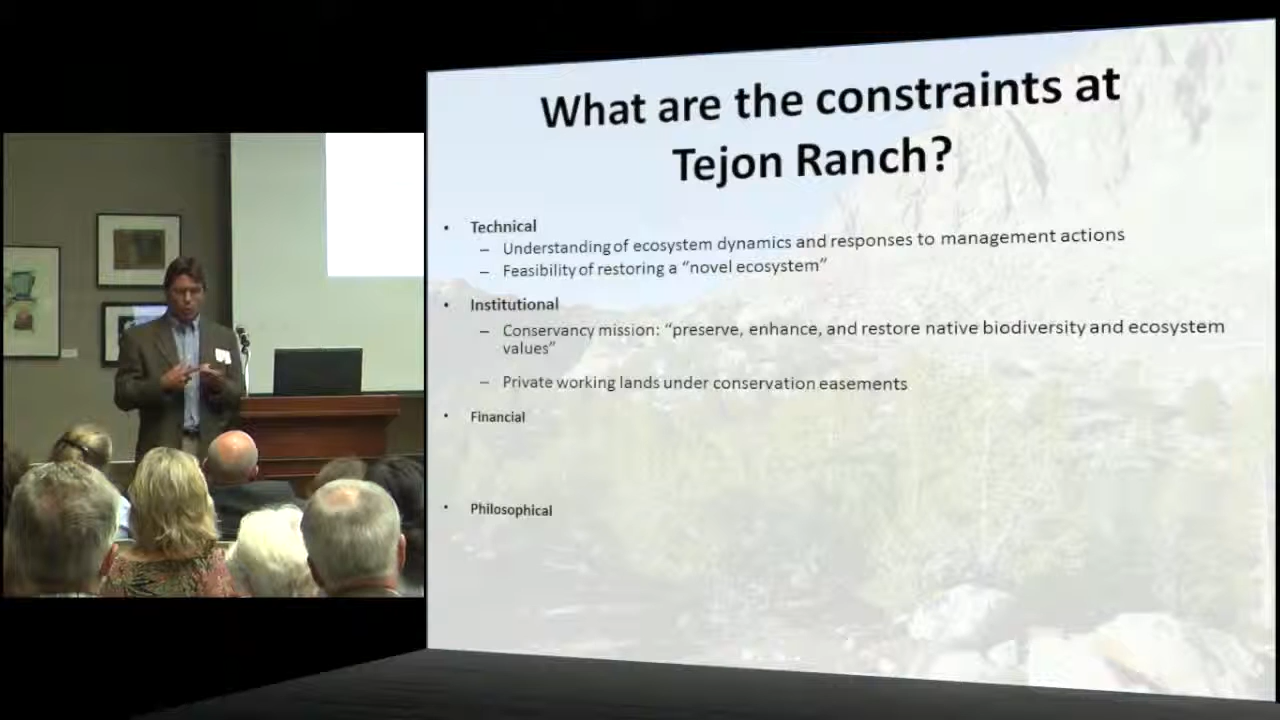 What are the constraints at
Tejon Ranch?
• Technical
– Understanding of ecosystem dynamics and responses to management actions
– Feasibility of restoring a “novel ecosystem”
• Institutional
– Conservancy mission: “preserve, enhance, and restore native biodiversity and ecosystem
values”
– Private working lands under conservation easements
• Financial
• Philosophical